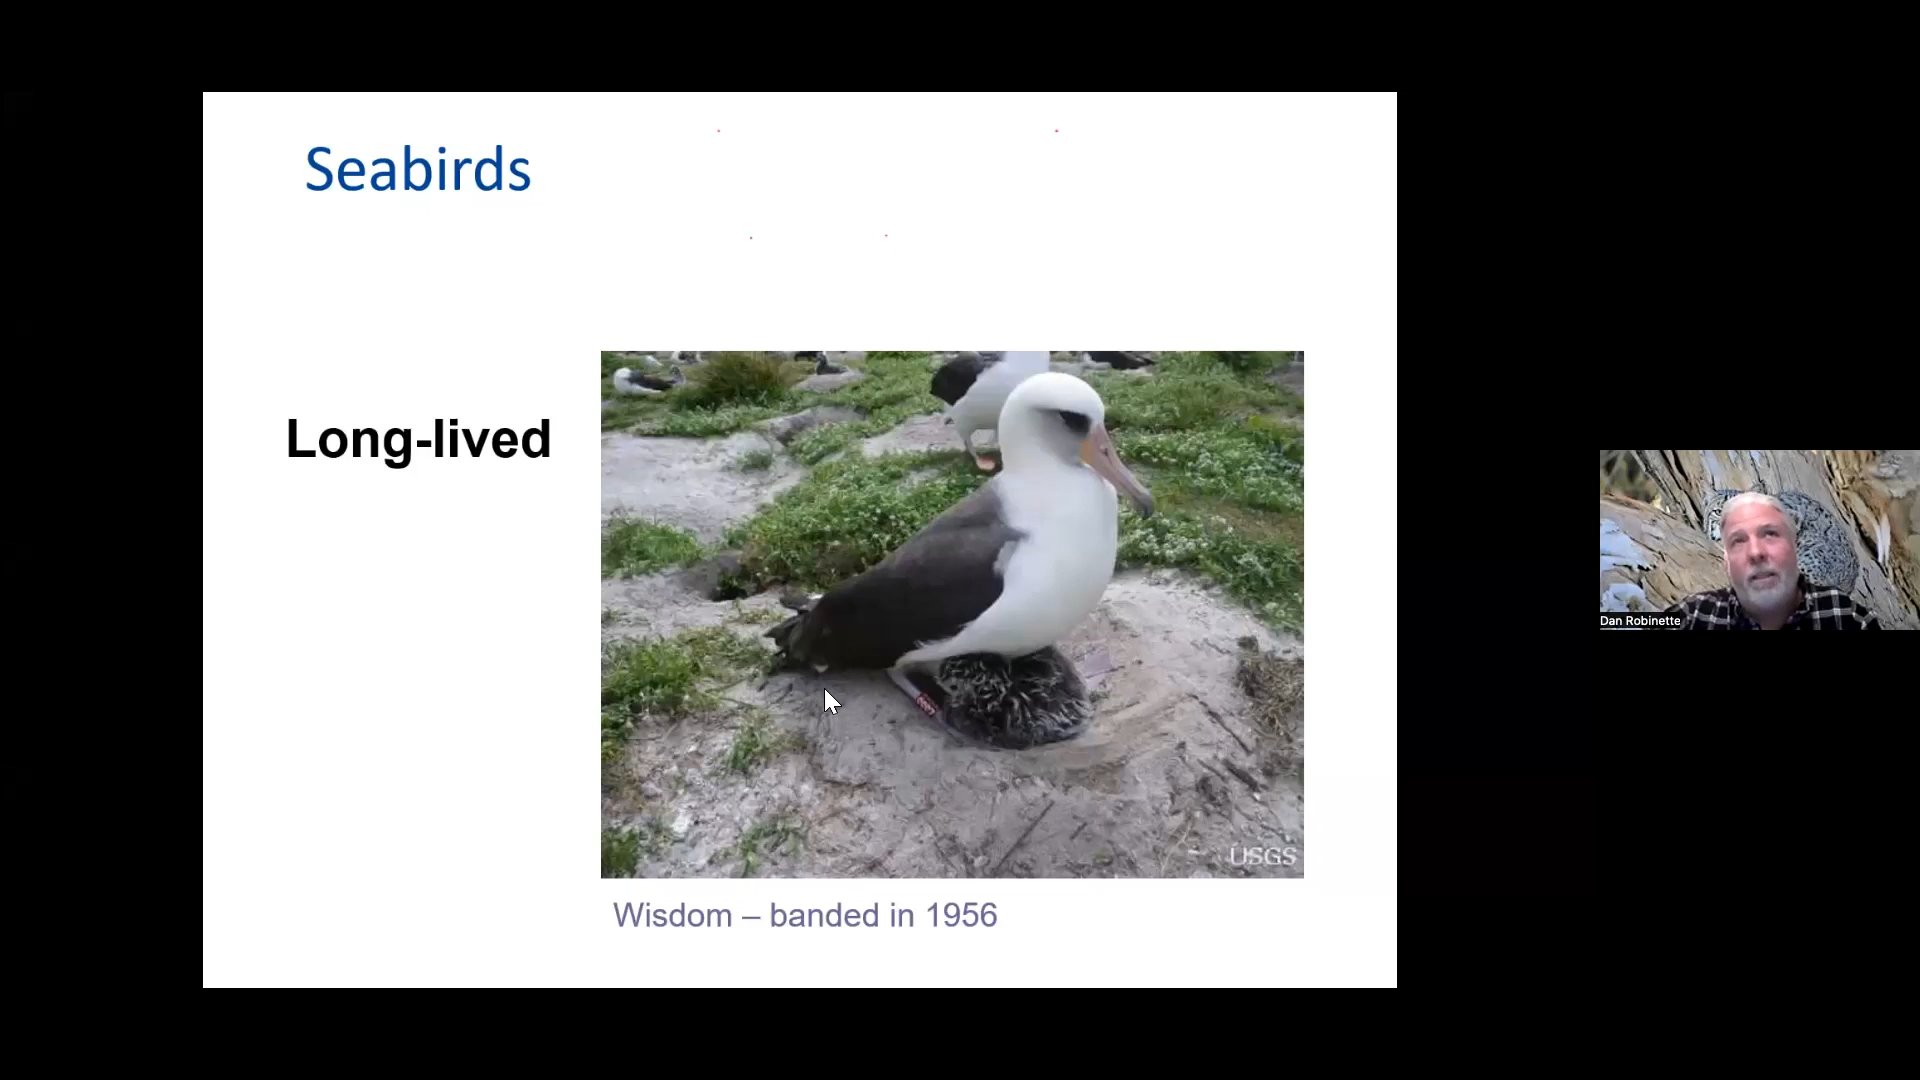 Seabirds
Long-lived
USGS
Wisdom – banded in 1956
Dan Robinette